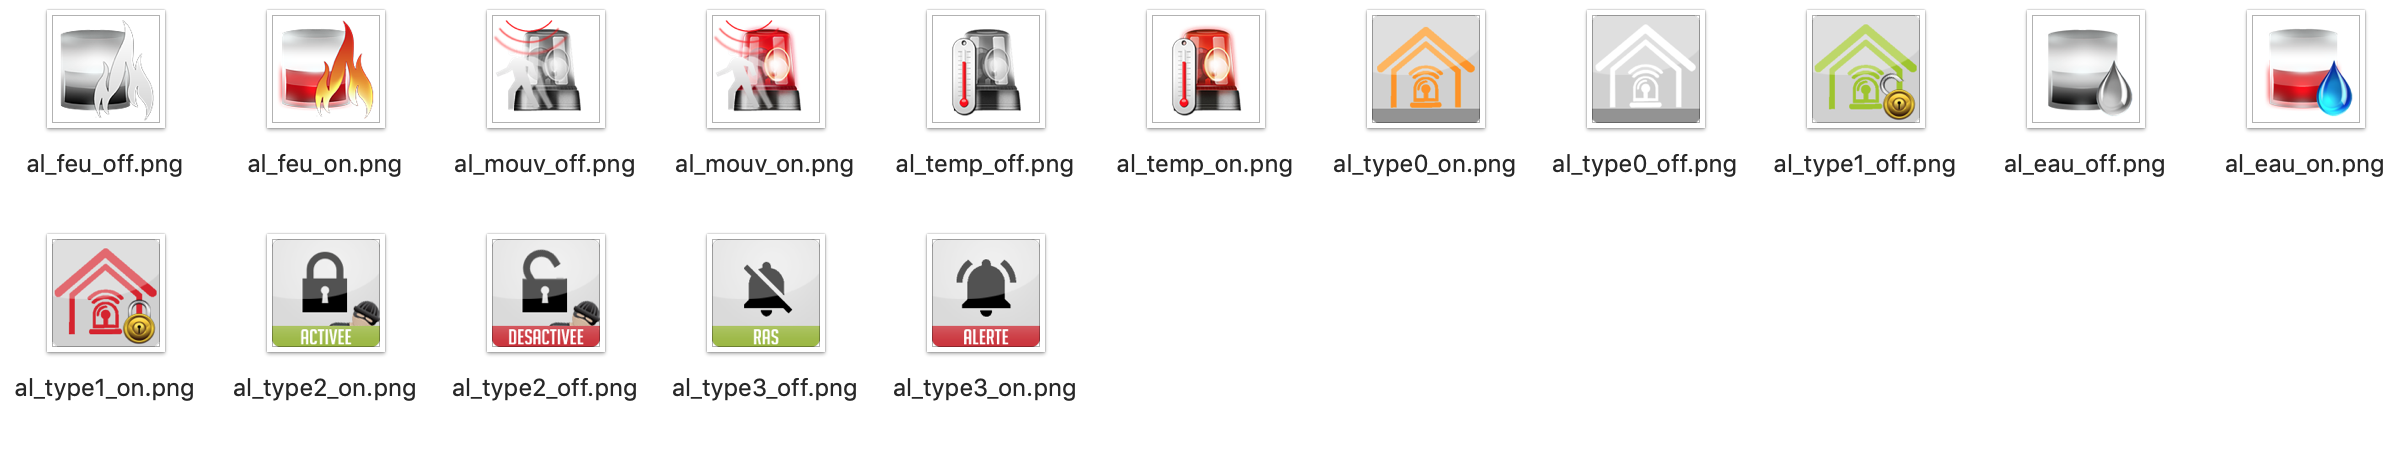 al_feu_off.png al_feu_on.png al_mouv_off.png al_mouv_on.png al_temp_off.png al_temp_on.png al_type0_on.png al_type0_off.png al_type1_off.png al_eau_off.png al_eau_on.png
ACTIVEE DESACTIVEE RAS ALERTE
al_type1_on.png al_type2_on.png al_type2_off.png al_type3_off.png al_type3_on.png